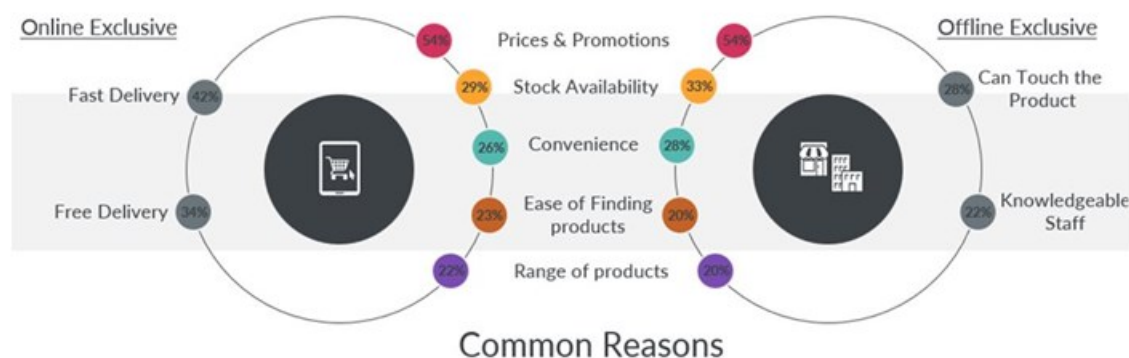 Online Exclusive
Offline Exclusive
54%
Prices & Promotions
54%
29%
Stock Availability
33%
Fast Delivery
42%
28%
Can Touch the
Product
26%
Convenience
28%
Free Delivery
34%
23%
Ease of Finding
products
20%
22%
Knowledgeable
Staff
22%
Range of products
20%
Common Reasons